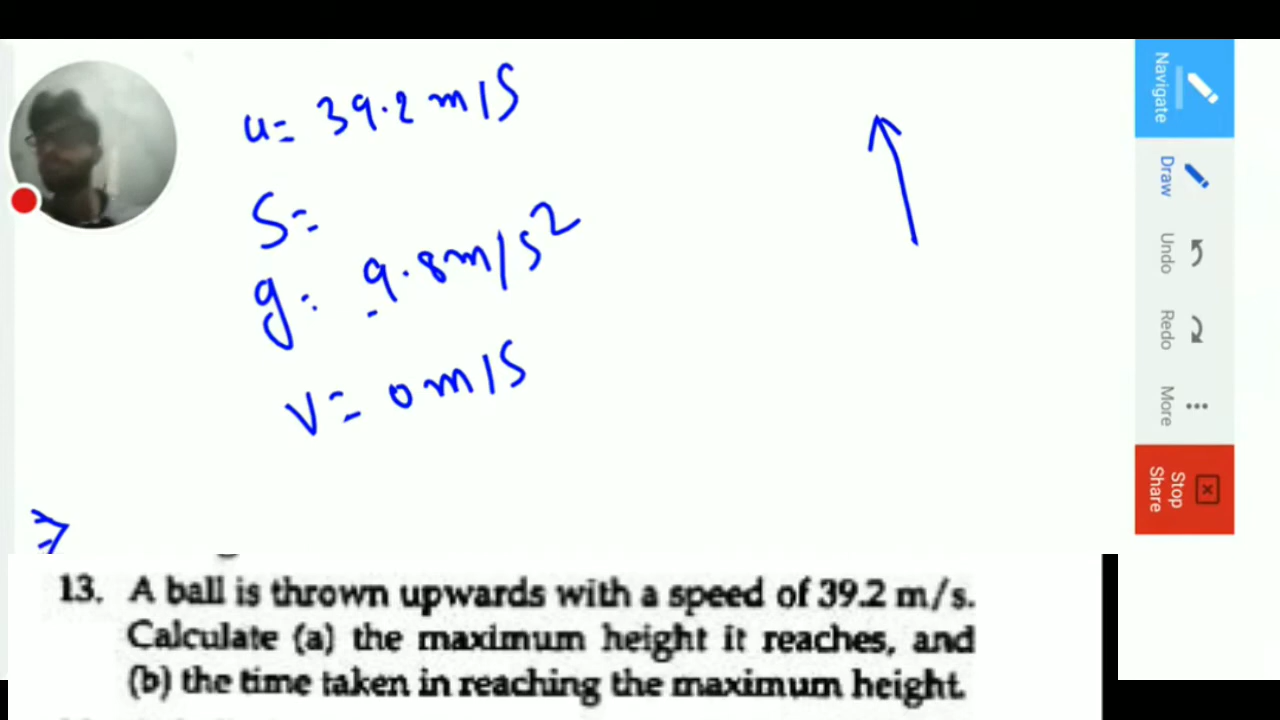 u= 39.2 m/s
S=
g= 9.8m/s²
v= 0 m/s
⇒
13. A ball is thrown upwards with a speed of 39.2 m/s.
Calculate (a) the maximum height it reaches, and
(b) the time taken in reaching the maximum height.
Navigate
Draw
Undo
Redo
More
Stop
Share